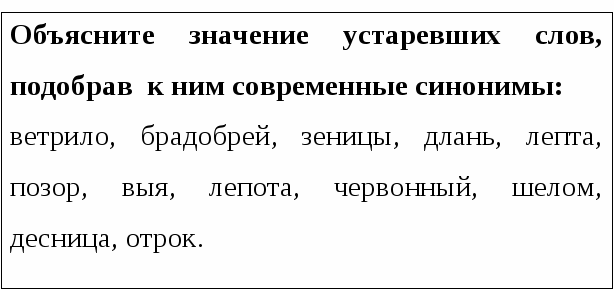 Объясните значение устаревших слов,
подобрав к ним современные синонимы:
ветрило, брадобрей, зеницы, длань, лепта,
позор, выя, лепота, червонный, шелом,
десница, отрок.